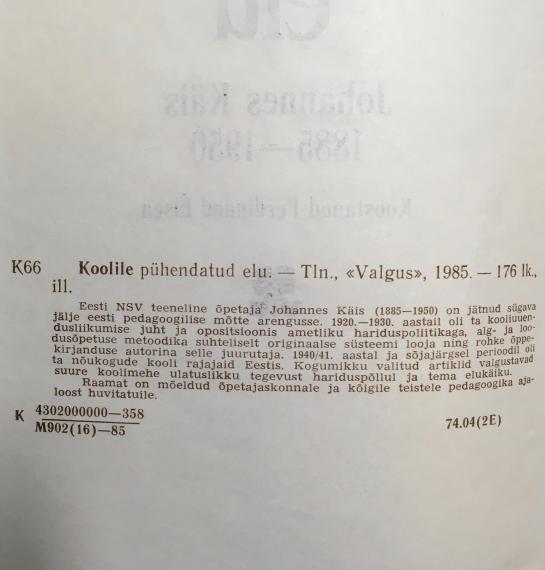 elu
Johannes Käis
1885—1950
Koostanud Ferdinand Eisen
K66 Koolile pühendatud elu. — Tln., «Valgus», 1985. — 176 lk.,
ill.
Eesti NSV teeneline õpetaja Johannes Käis (1885—1950) on jätnud sügava
jälje eesti pedagoogilise mõtte arengusse. 1920.—1930. aastail oli ta kooliuuen-
dusliikumise juht ja opositsioonis ametliku hariduspoliitikaga, alg- ja loo-
dusõpetuse metoodika suhteliselt originaalse süsteemi looja ning rohke õppe-
kirjanduse autorina selle juurutaja. 1940/41. aastal ja sõjajärgsel perioodil oli
ta nõukogude kooli rajajaid Eestis. Kogumikku valitud artiklid valgustavad
suure koolimehe ulatuslikku tegevust hariduspõllul ja tema elukäiku.
Raamat on mõeldud õpetajaskonnale ja kõigile teistele pedagoogika aja-
loost huvitatuile.
K 4302000000—358
M902(16)—85
74.04(2E)